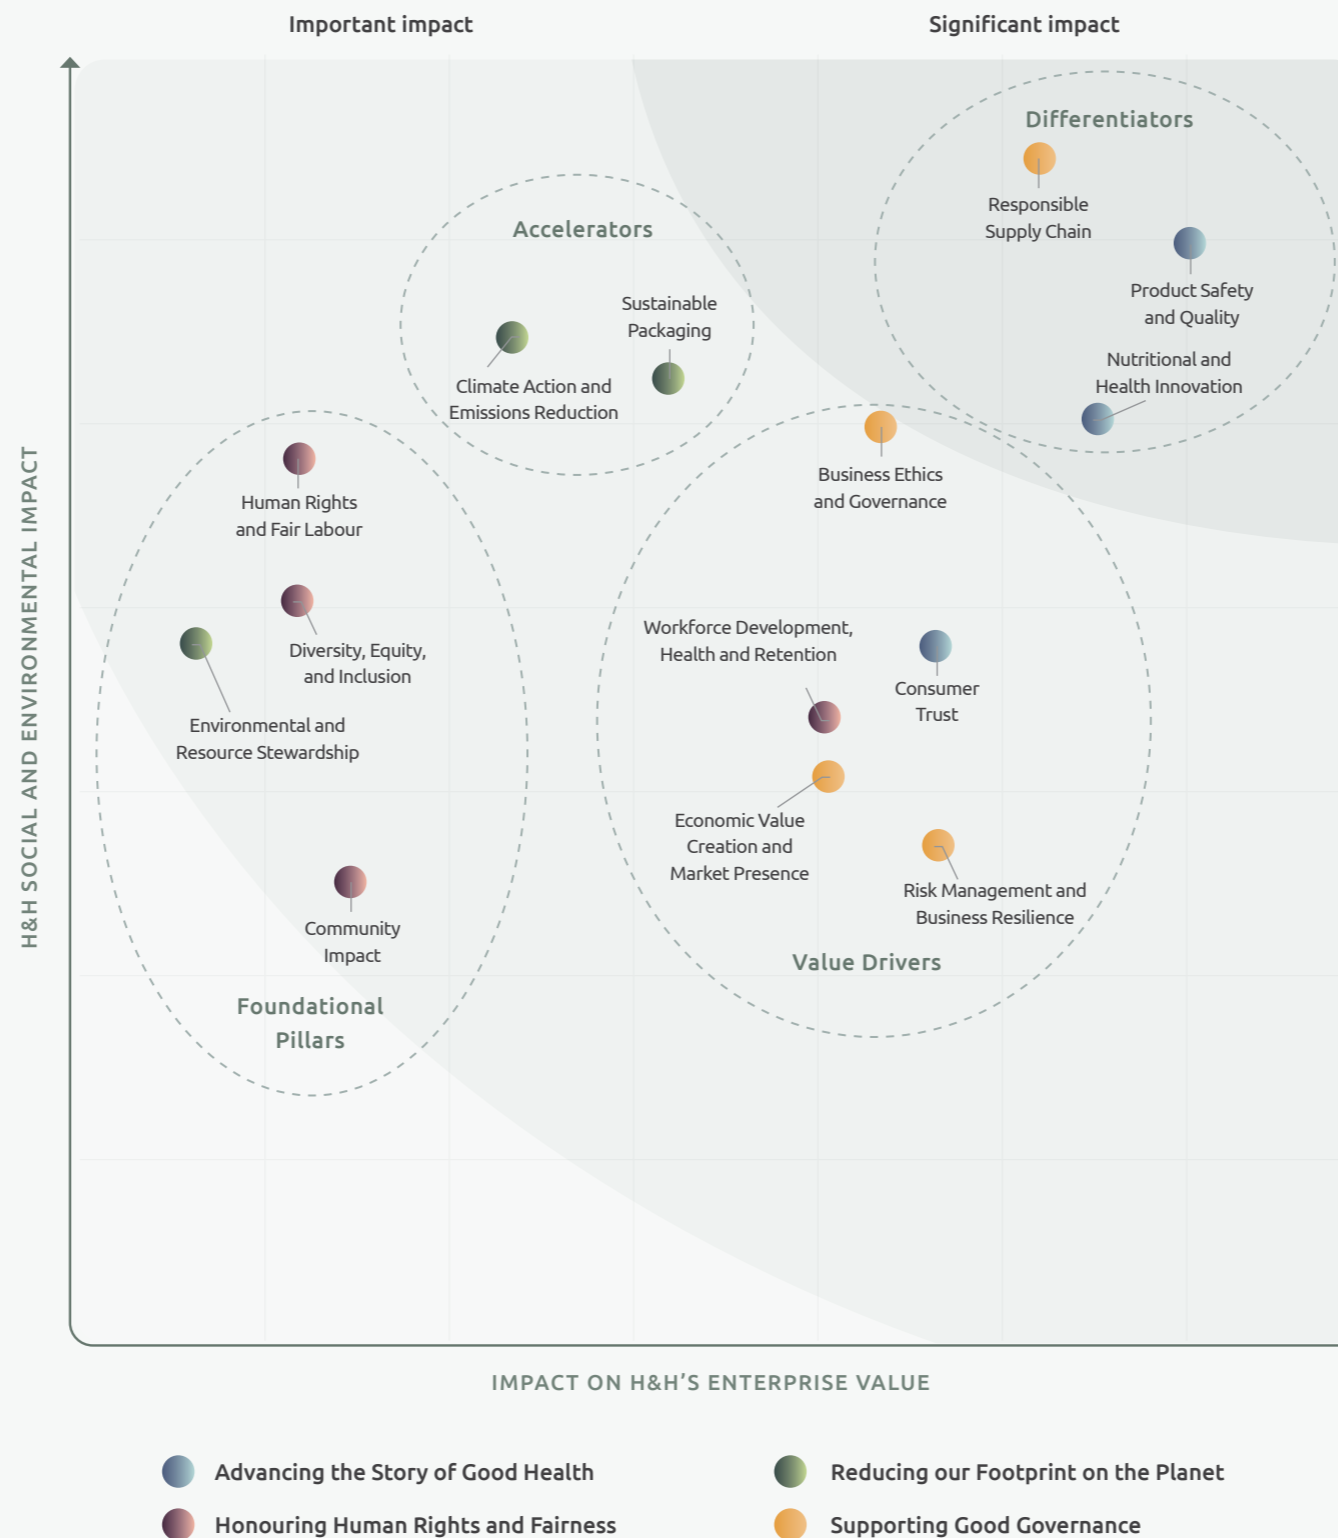 Important impact
Significant impact
Differentiators
Responsible
Supply Chain
Accelerators
Product Safety
and Quality
Sustainable
Packaging
Nutritional and
Health Innovation
Climate Action and
Emissions Reduction
Business Ethics
and Governance
Human Rights
and Fair Labour
Workforce Development,
Health and Retention
Diversity, Equity,
and Inclusion
Consumer
Trust
Environmental and
Resource Stewardship
Economic Value
Creation and
Market Presence
Risk Management and
Business Resilience
Community
Impact
Value Drivers
Foundational
Pillars
H&H SOCIAL AND ENVIRONMENTAL IMPACT
IMPACT ON H&H’S ENTERPRISE VALUE
Advancing the Story of Good Health
Reducing our Footprint on the Planet
Honouring Human Rights and Fairness
Supporting Good Governance